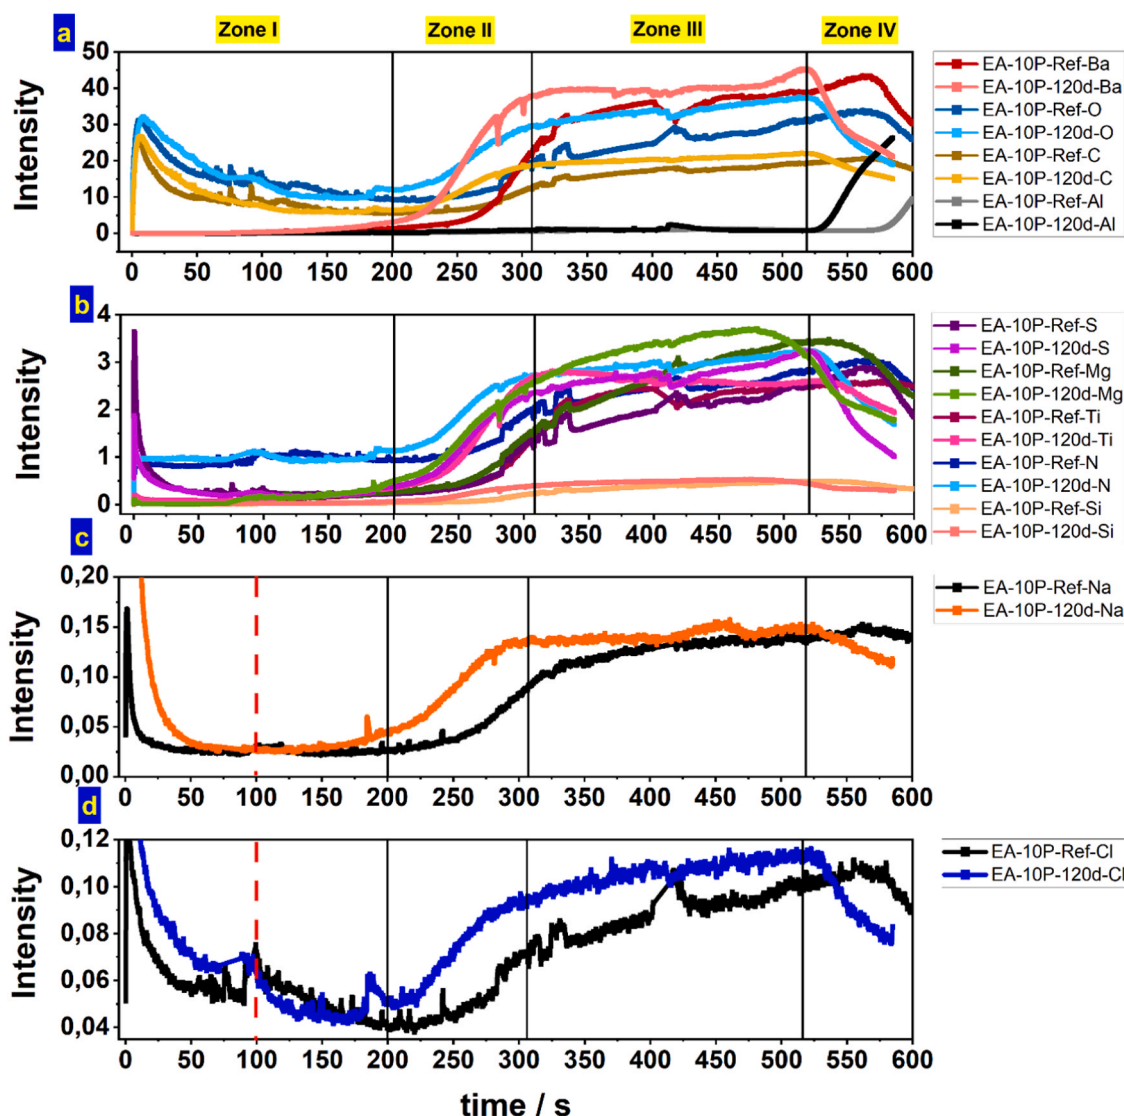 a
Zone I
Zone II
Zone III
Zone IV
Intensity
50
40
30
20
10
0
0
50
100
150
200
250
300
350
400
450
500
550
600
EA-10P-Ref-Ba
EA-10P-120d-Ba
EA-10P-Ref-O
EA-10P-120d-O
EA-10P-Ref-C
EA-10P-120d-C
EA-10P-Ref-Al
EA-10P-120d-Al
b
Intensity
4
3
2
1
0
0
50
100
150
200
250
300
350
400
450
500
550
600
EA-10P-Ref-S
EA-10P-120d-S
EA-10P-Ref-Mg
EA-10P-120d-Mg
EA-10P-Ref-Ti
EA-10P-120d-Ti
EA-10P-Ref-N
EA-10P-120d-N
EA-10P-Ref-Si
EA-10P-120d-Si
c
Intensity
0,20
0,15
0,10
0,05
0,00
0
50
100
150
200
250
300
350
400
450
500
550
600
EA-10P-Ref-Na
EA-10P-120d-Na
d
Intensity
0,12
0,10
0,08
0,06
0,04
0
50
100
150
200
250
300
350
400
450
500
550
600
EA-10P-Ref-Cl
EA-10P-120d-Cl
time / s